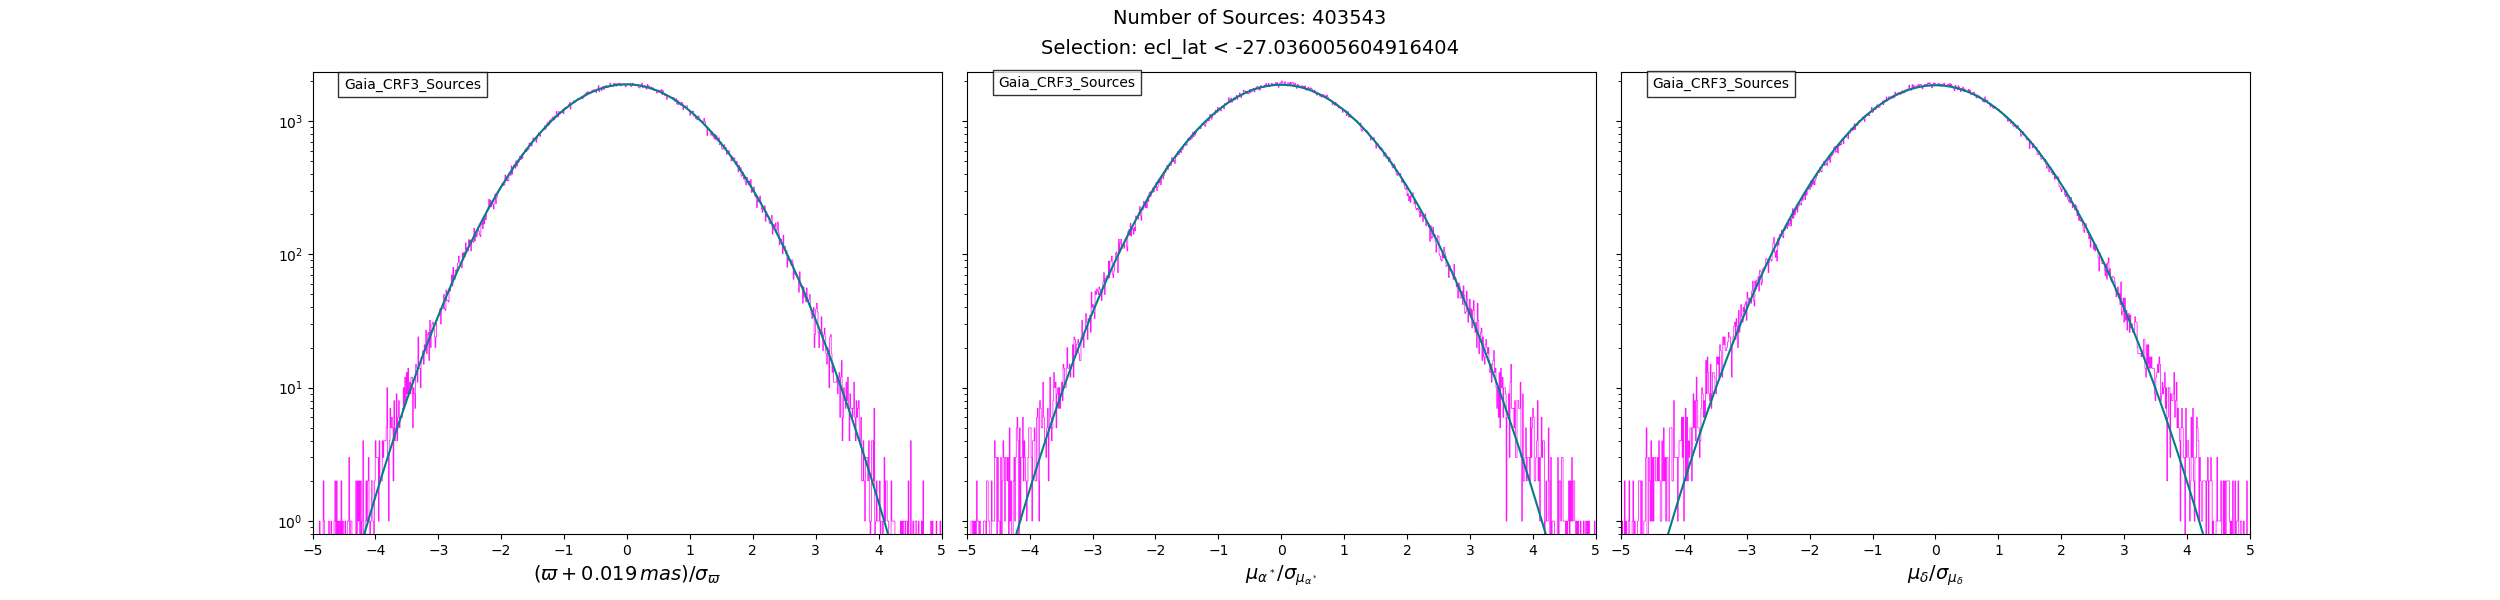 Number of Sources: 403543
Selection: ecl_lat < -27.036005604916404
Gaia_CRF3_Sources
Gaia_CRF3_Sources
Gaia_CRF3_Sources
10³
10²
10¹
10⁰
−5 −4 −3 −2 −1 0 1 2 3 4 5
−5 −4 −3 −2 −1 0 1 2 3 4 5
−5 −4 −3 −2 −1 0 1 2 3 4 5
(ϖ + 0.019 mas)/σ_ϖ
μ_α*/σ_μ_α*
μ_δ/σ_μ_δ